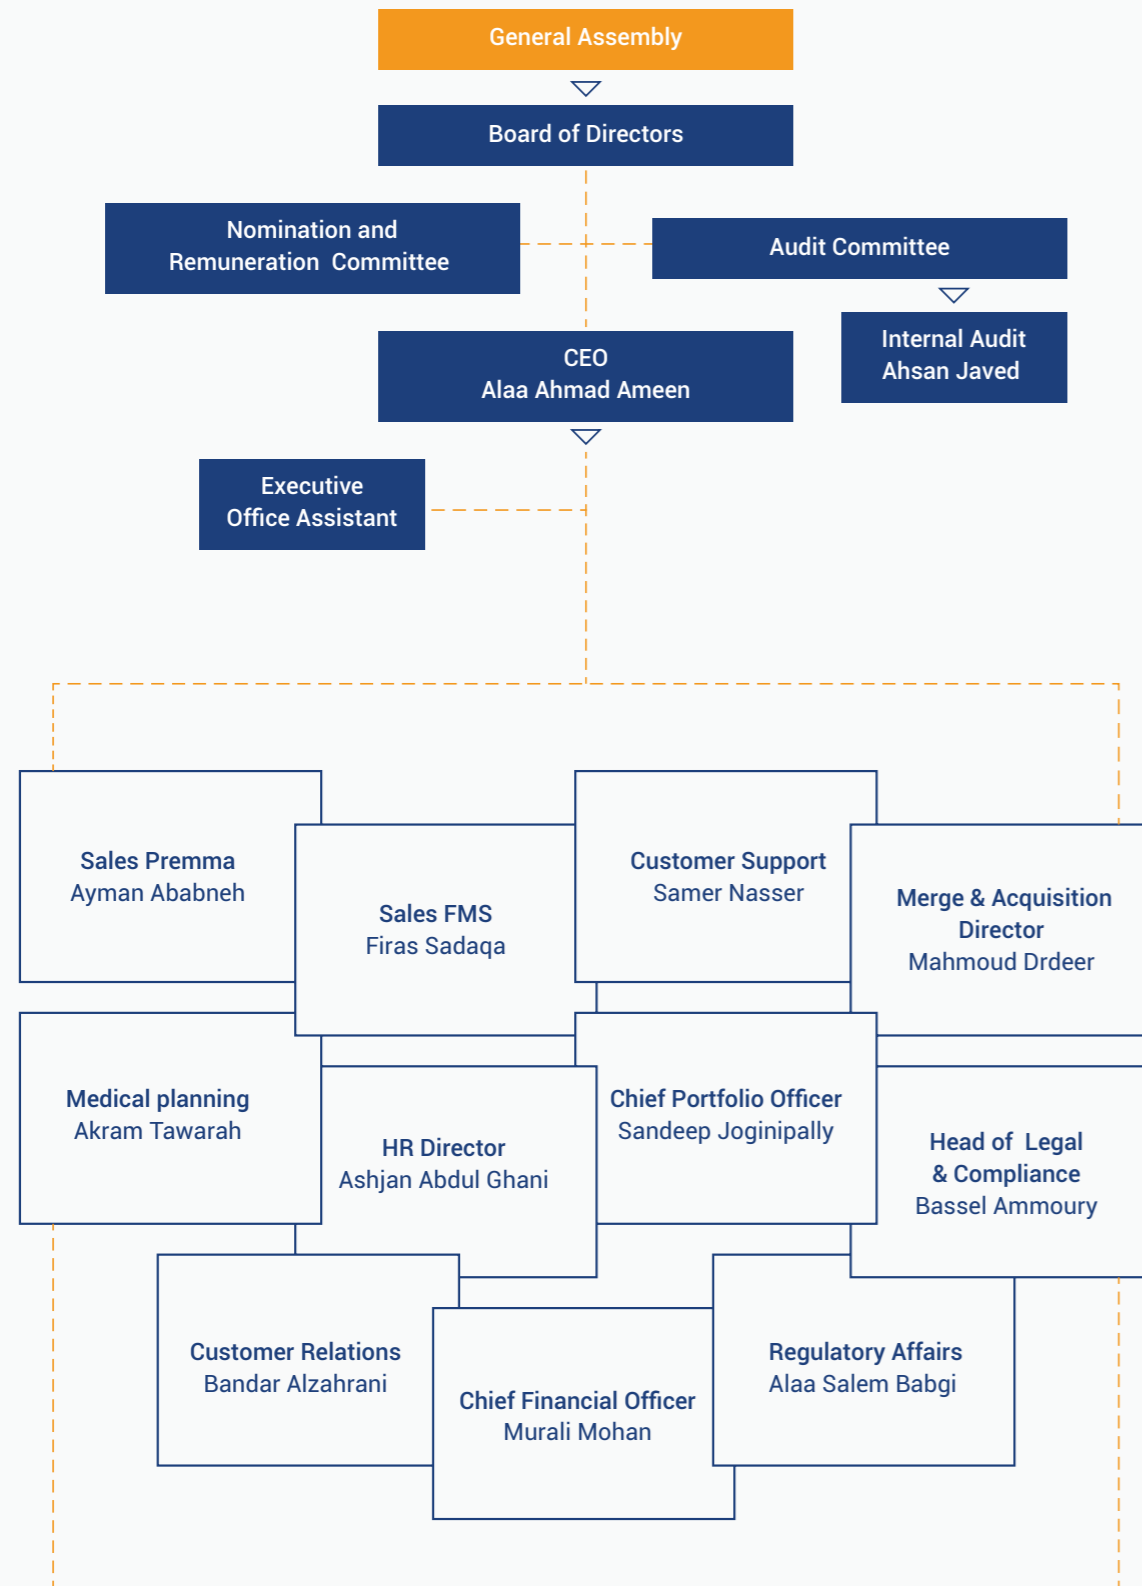 General Assembly
Board of Directors
Nomination and
Remuneration Committee
Audit Committee
Internal Audit
Ahsan Javed
CEO
Alaa Ahmad Ameen
Executive
Office Assistant
Sales Premma
Ayman Ababneh
Sales FMS
Firas Sadaqa
Customer Support
Samer Nasser
Merge & Acquisition
Director
Mahmoud Drdeer
Medical planning
Akram Tawarah
HR Director
Ashjan Abdul Ghani
Chief Portfolio Officer
Sandeep Joginipally
Head of Legal
& Compliance
Bassel Ammoury
Customer Relations
Bandar Alzahrani
Chief Financial Officer
Murali Mohan
Regulatory Affairs
Alaa Salem Babgi